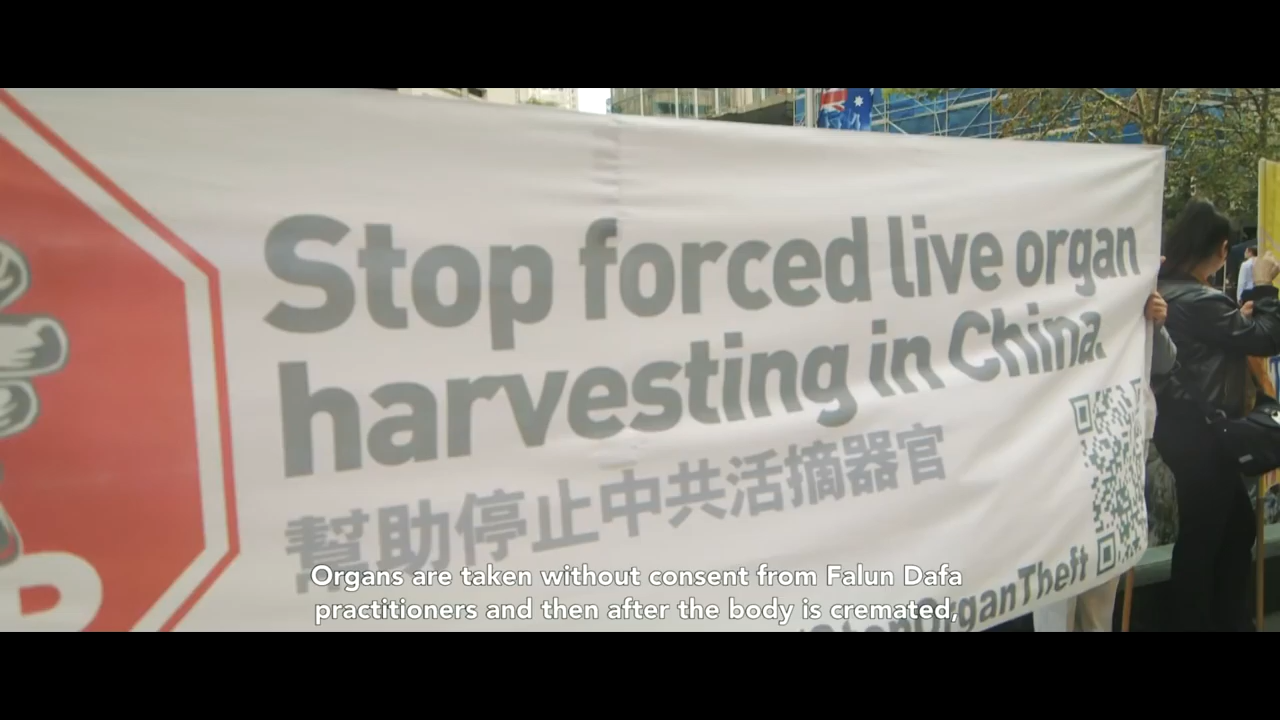 Stop forced live organ
harvesting in China.
幫助停止中共活摘器官
Organs are taken without consent from Falun Dafa
practitioners and then after the body is cremated,